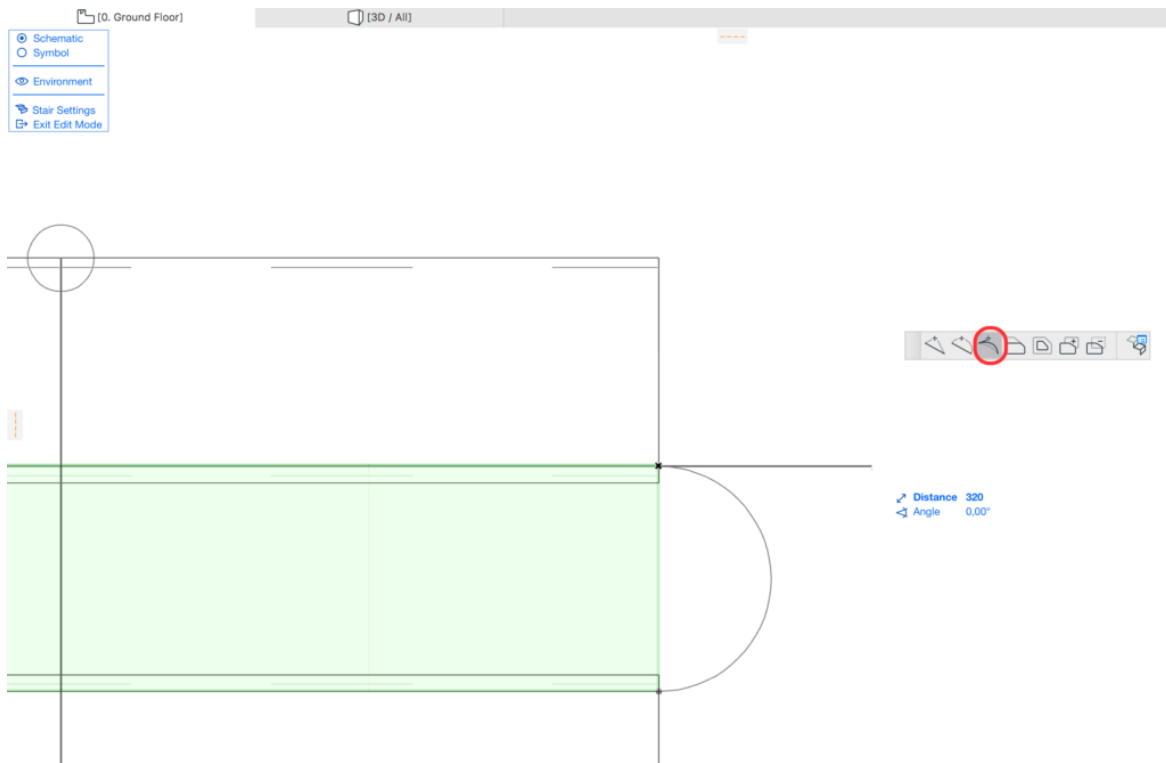 [0. Ground Floor]
[3D / All]
Schematic
Symbol
Environment
Stair Settings
Exit Edit Mode
Distance 320
Angle 0,00°